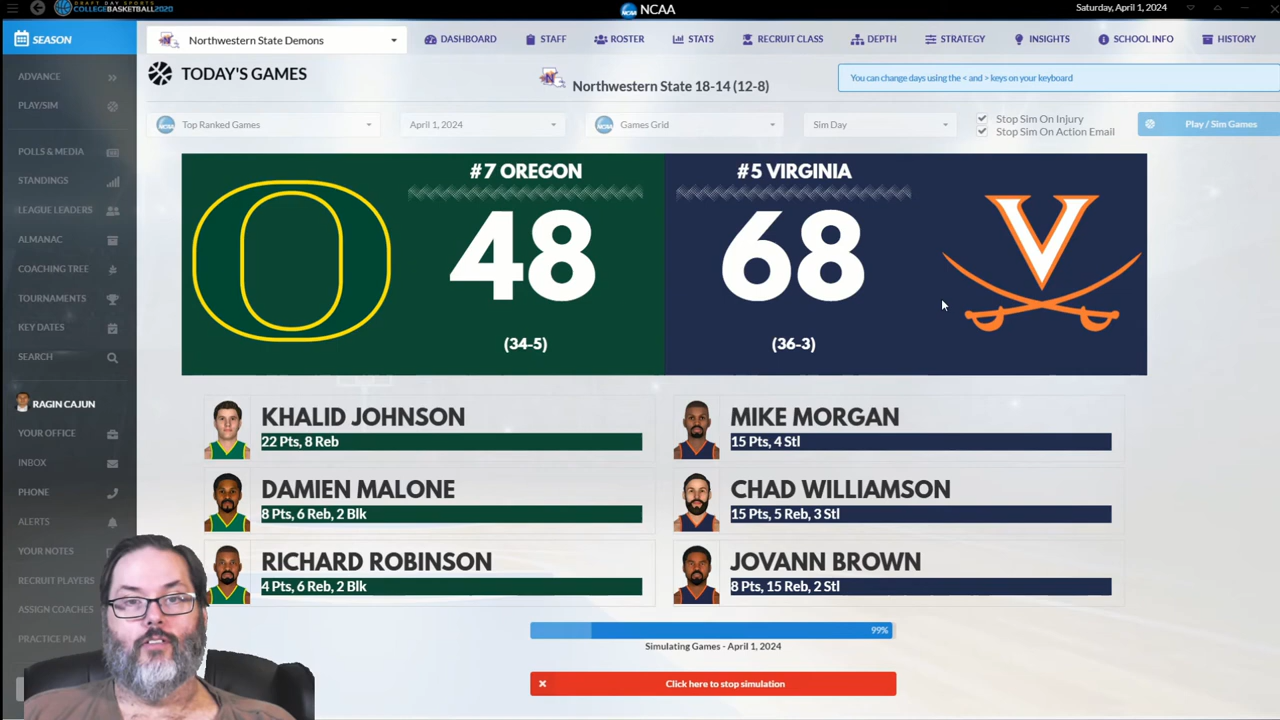 DRAFT DAY SPORTS
COLLEGEBASKETBALL2020
NCAA
Saturday, April 1, 2024
SEASON
Northwestern State Demons
DASHBOARD
STAFF
ROSTER
STATS
RECRUIT CLASS
DEPTH
STRATEGY
INSIGHTS
SCHOOL INFO
HISTORY
ADVANCE
PLAY/SIM
POLLS & MEDIA
STANDINGS
LEAGUE LEADERS
ALMANAC
COACHING TREE
TOURNAMENTS
KEY DATES
SEARCH
RAGIN CAJUN
YOUR OFFICE
INBOX
PHONE
ALERTS
YOUR NOTES
RECRUIT PLAYERS
ASSIGN COACHES
PRACTICE PLAN
TODAY'S GAMES
Northwestern State 18-14 (12-8)
You can change days using the < and > keys on your keyboard
Top Ranked Games
April 1, 2024
Games Grid
Sim Day
Stop Sim On Injury
Stop Sim On Action Email
Play / Sim Games
#7 OREGON
48
(34-5)
#5 VIRGINIA
68
(36-3)
KHALID JOHNSON
22 Pts, 8 Reb
DAMIEN MALONE
8 Pts, 6 Reb, 2 Blk
RICHARD ROBINSON
4 Pts, 6 Reb, 2 Blk
MIKE MORGAN
15 Pts, 4 Stl
CHAD WILLIAMSON
15 Pts, 5 Reb, 3 Stl
JOVANN BROWN
8 Pts, 15 Reb, 2 Stl
99%
Simulating Games - April 1, 2024
Click here to stop simulation